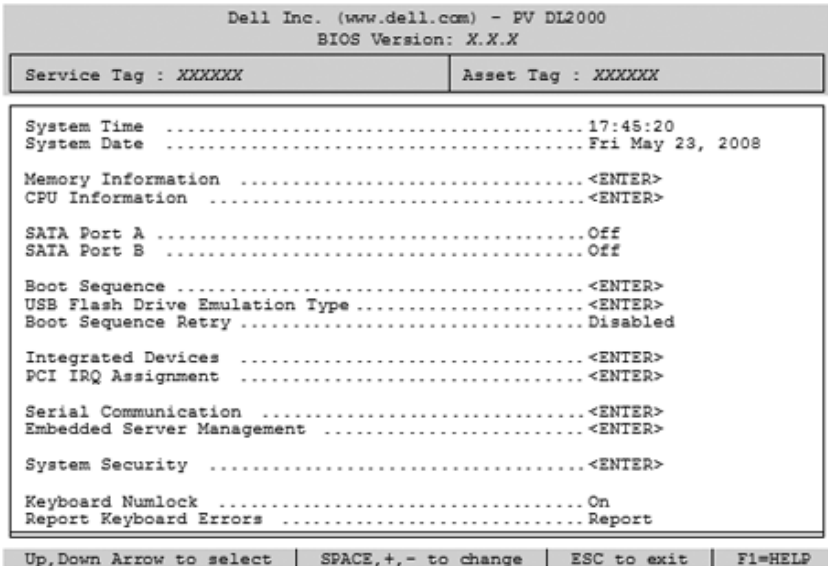 Dell Inc. (www.dell.com) - PV DL2000
BIOS Version: X.X.X
Service Tag : XXXXXX Asset Tag : XXXXXX
System Time ........................................ 17:45:20
System Date ........................................ Fri May 23, 2008
Memory Information ................................. <ENTER>
CPU Information .................................... <ENTER>
SATA Port A ......................................... Off
SATA Port B ........................................ Off
Boot Sequence ....................................... <ENTER>
USB Flash Drive Emulation Type ...................... <ENTER>
Boot Sequence Retry ................................. Disabled
Integrated Devices ................................. <ENTER>
PCI IRQ Assignment ................................. <ENTER>
Serial Communication ............................... <ENTER>
Embedded Server Management ......................... <ENTER>
System Security .................................... <ENTER>
Keyboard Numlock ................................... On
Report Keyboard Errors ............................. Report
Up,Down Arrow to select | SPACE,+,- to change | ESC to exit | F1=HELP